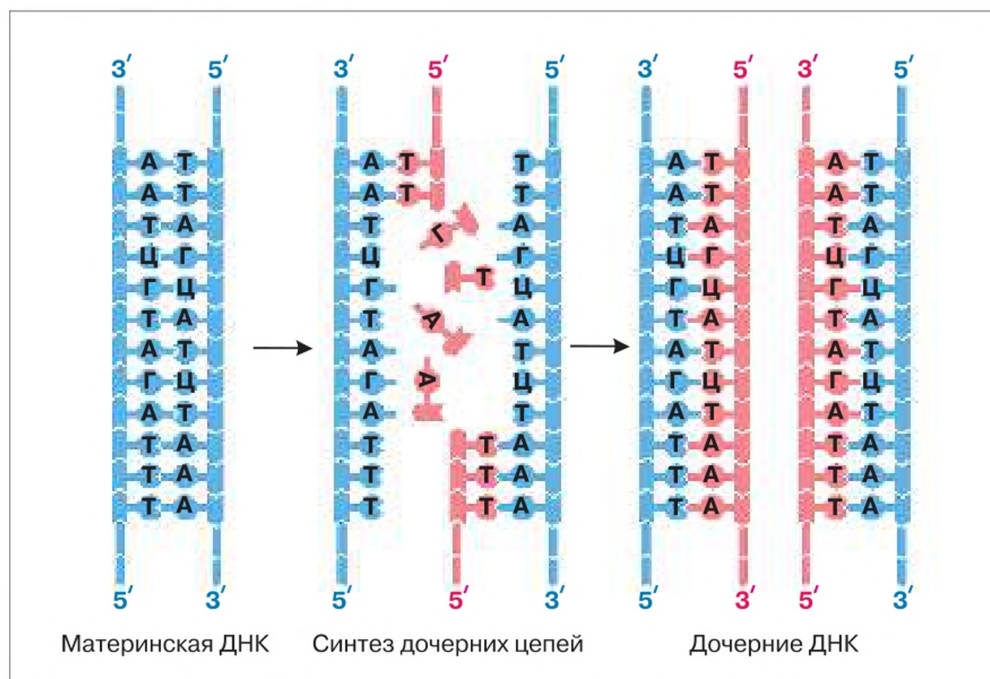 3′ 5′ 3′ 5′ 5′ 3′ 5′ 3′ 5′
А Т А Т Т А Т А Т
А Т А Т Т А Т А Т
Т А Т Г А Т А Т А
Ц Г Ц Г Ц Г Ц Г
Г Ц Г Т Ц Г Ц Г Ц
Т А Т А А Т А Т А
А Т А Т А Т А Т
Г Ц Г А Ц Г Ц Г Ц
А Т А Т А Т А Т
Т А Т Т А Т А Т А
Т А Т Т А Т А Т А
Т А Т Т А Т А Т А
5′ 3′ 5′ 5′ 3′ 5′ 3′ 5′ 3′
Материнская ДНК Синтез дочерних цепей Дочерние ДНК